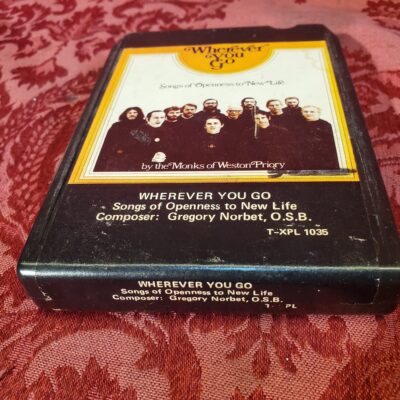 Wherever
You
Go
Songs of Openness to New Life
by the Monks of Weston Priory
WHEREVER YOU GO
Songs of Openness to New Life
Composer: Gregory Norbet, O.S.B.
T-XPL 1035
WHEREVER YOU GO
Songs of Openness to New Life
Composer: Gregory Norbet, O.S.B.